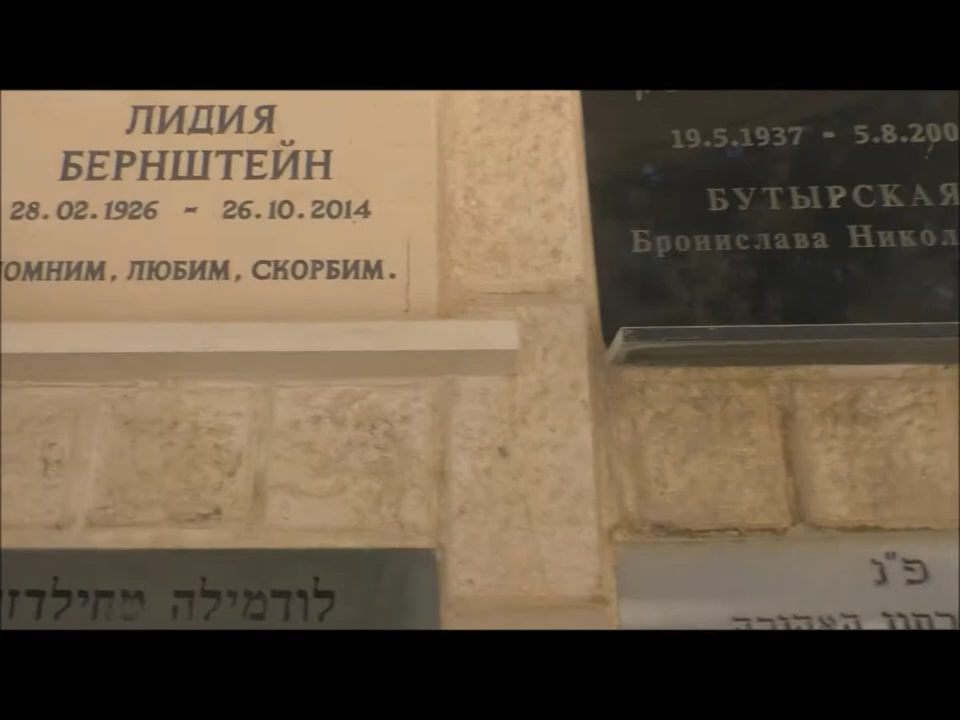 ЛИДИЯ
БЕРНШТЕЙН
28.02.1926 - 26.10.2014
ПОМНИМ, ЛЮБИМ, СКОРБИМ.
19.5.1937 - 5.8.200
БУТЫРСКАЯ
Бронислава Никол
לודמילה
פ"נ